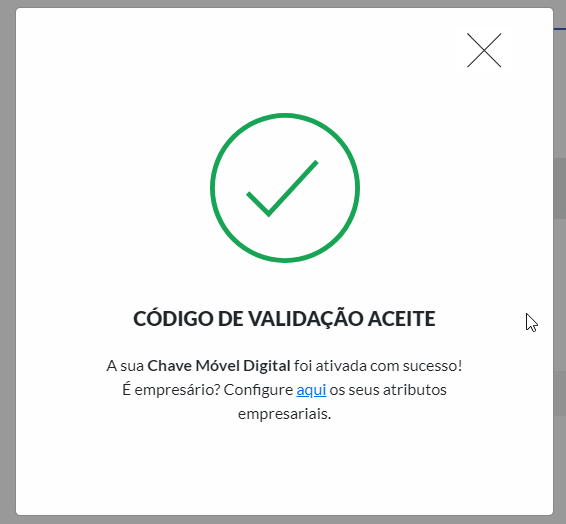 CÓDIGO DE VALIDAÇÃO ACEITE
A sua Chave Móvel Digital foi ativada com sucesso!
É empresário? Configure aqui os seus atributos
empresariais.